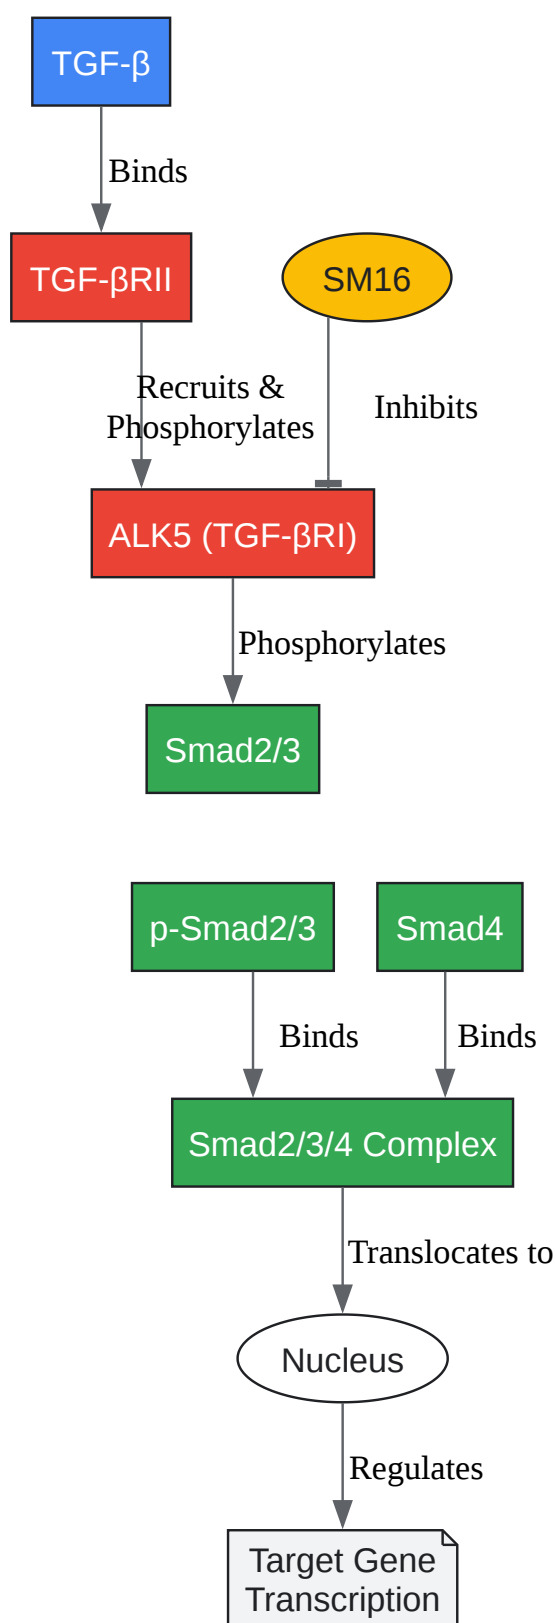 TGF-β
Binds
TGF-βRII
SM16
Recruits &
Phosphorylates
Inhibits
ALK5 (TGF-βRI)
Phosphorylates
Smad2/3
p-Smad2/3
Smad4
Binds
Binds
Smad2/3/4 Complex
Translocates to
Nucleus
Regulates
Target Gene
Transcription